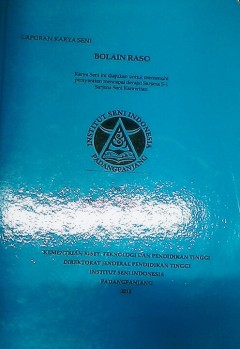 LAPORAN KARYA SENI
BOLAIN RASO
Karya Seni ini diajukan untuk memenuhi
persyaratan mencapai derajat Sarjana S-1
Sarjana Seni Karawitan
INSTITUT SENI INDONESIA
PADANGPANJANG
KEMENTRIAN RISET, TEKNOLOGI DAN PENDIDIKAN TINGGI
DIREKTORAT JENDERAL PENDIDIKAN TINGGI
INSTITUT SENI INDONESIA
PADANGPANJANG